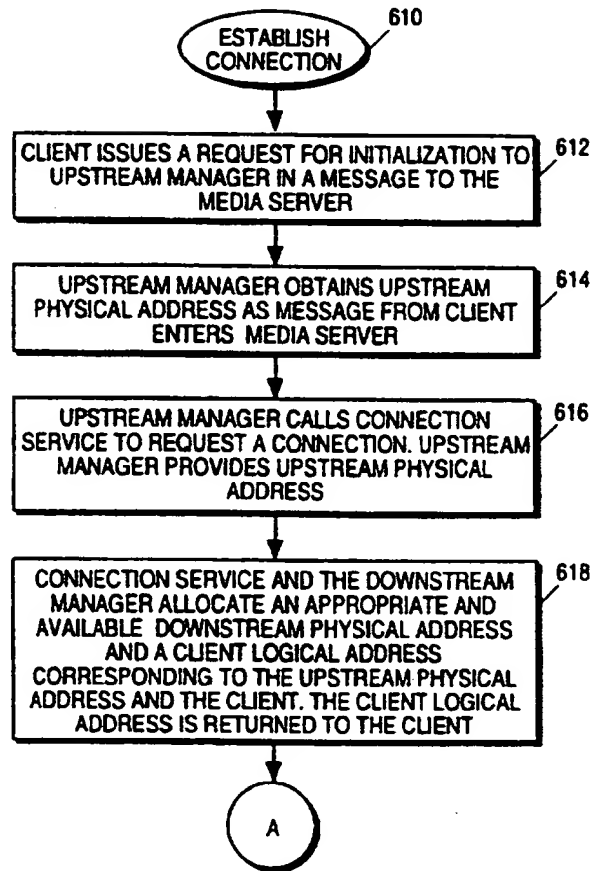 610
ESTABLISH
CONNECTION
612
CLIENT ISSUES A REQUEST FOR INITIALIZATION TO
UPSTREAM MANAGER IN A MESSAGE TO THE
MEDIA SERVER
614
UPSTREAM MANAGER OBTAINS UPSTREAM
PHYSICAL ADDRESS AS MESSAGE FROM CLIENT
ENTERS MEDIA SERVER
616
UPSTREAM MANAGER CALLS CONNECTION
SERVICE TO REQUEST A CONNECTION. UPSTREAM
MANAGER PROVIDES UPSTREAM PHYSICAL
ADDRESS
618
CONNECTION SERVICE AND THE DOWNSTREAM
MANAGER ALLOCATE AN APPROPRIATE AND
AVAILABLE DOWNSTREAM PHYSICAL ADDRESS
AND A CLIENT LOGICAL ADDRESS
CORRESPONDING TO THE UPSTREAM PHYSICAL
ADDRESS AND THE CLIENT. THE CLIENT LOGICAL
ADDRESS IS RETURNED TO THE CLIENT
A